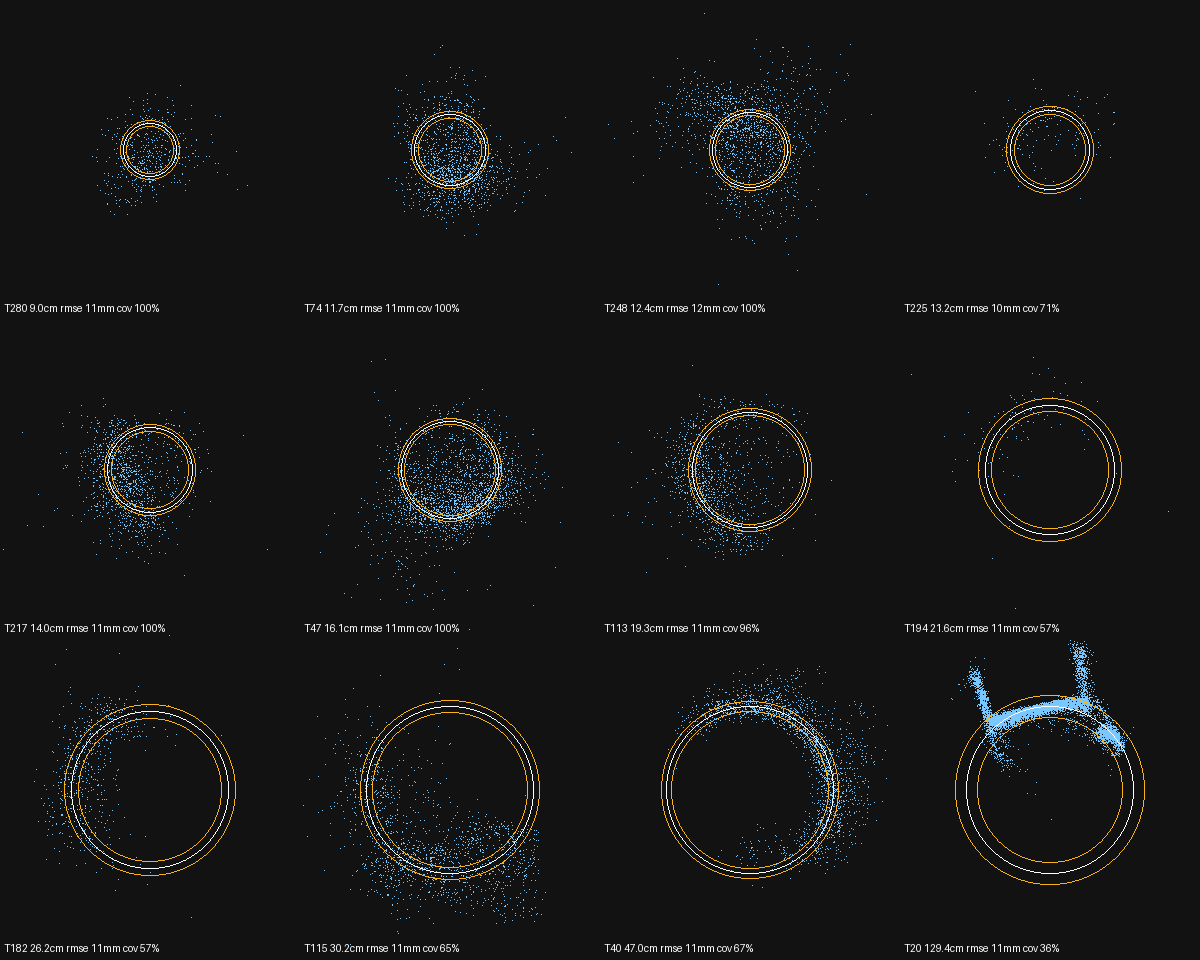 T280 9.0cm rmse 11mm cov 100%
T74 11.7cm rmse 11mm cov 100%
T248 12.4cm rmse 12mm cov 100%
T225 13.2cm rmse 10mm cov 71%
T217 14.0cm rmse 11mm cov 100%
T47 16.1cm rmse 11mm cov 100%
T113 19.3cm rmse 11mm cov 96%
T194 21.6cm rmse 11mm cov 57%
T182 26.2cm rmse 11mm cov 57%
T115 30.2cm rmse 11mm cov 65%
T40 47.0cm rmse 11mm cov 67%
T20 129.4cm rmse 11mm cov 36%